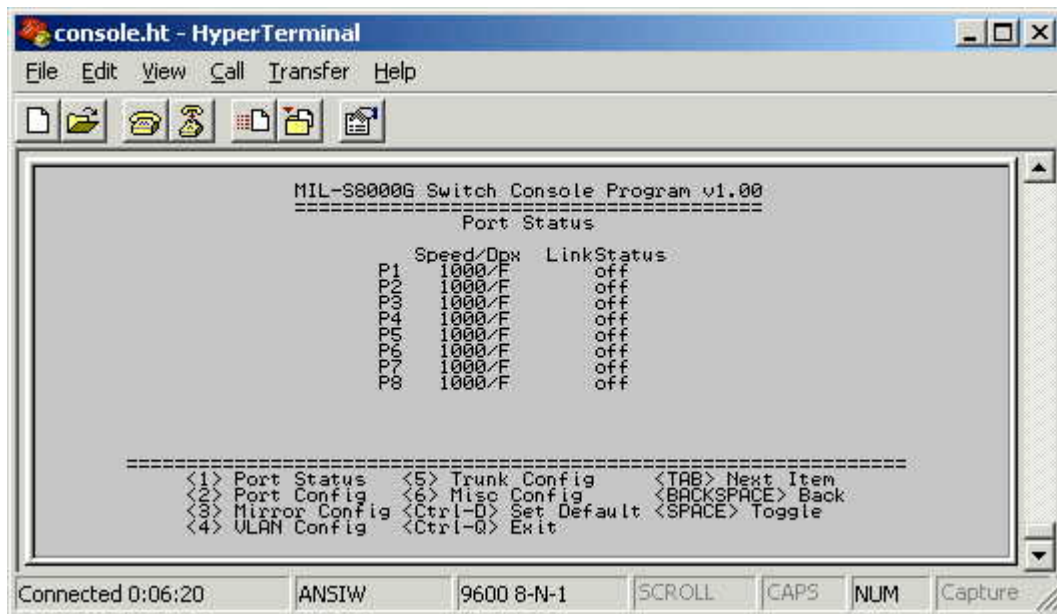 console.ht - HyperTerminal
File Edit View Call Transfer Help
MIL-S8000G Switch Console Program v1.00
=======================================
Port Status
Speed/Dpx LinkStatus
P1 1000/F off
P2 1000/F off
P3 1000/F off
P4 1000/F off
P5 1000/F off
P6 1000/F off
P7 1000/F off
P8 1000/F off
=================================================================
<1> Port Status <5> Trunk Config <TAB> Next Item
<2> Port Config <6> Misc Config <BACKSPACE> Back
<3> Mirror Config <Ctrl-D> Set Default <SPACE> Toggle
<4> VLAN Config <Ctrl-Q> Exit
Connected 0:06:20 ANSIW 9600 8-N-1 SCROLL CAPS NUM Capture